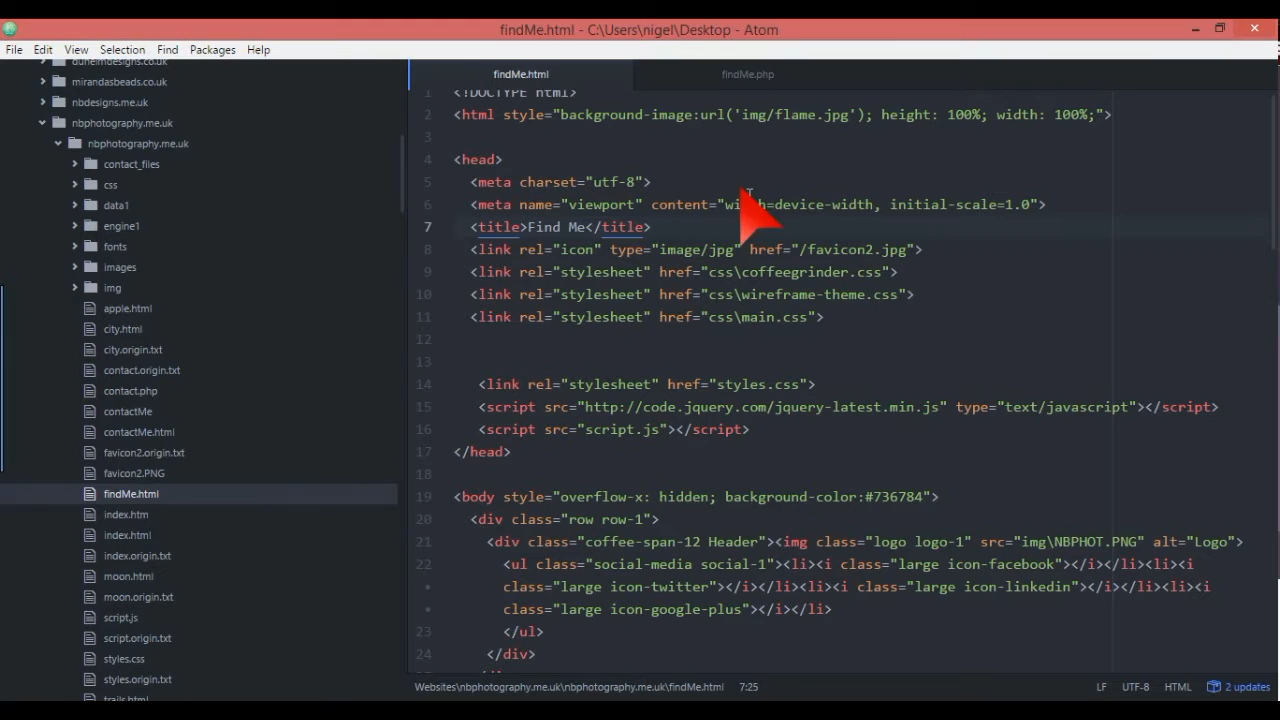 findMe.html - C:\Users\nigel\Desktop - Atom
File Edit View Selection Find Packages Help
dunelmdesigns.co.uk
mirandasbeads.co.uk
nbdesigns.me.uk
nbphotography.me.uk
nbphotography.me.uk
contact_files
css
data1
engine1
fonts
images
img
apple.html
city.html
city.origin.txt
contact.origin.txt
contact.php
contactMe
contactMe.html
favicon2.origin.txt
favicon2.PNG
findMe.html
index.htm
index.html
index.origin.txt
moon.html
moon.origin.txt
script.js
script.origin.txt
styles.css
styles.origin.txt
trails.html
findMe.html findMe.php
1 <!DOCTYPE html>
2 <html style="background-image:url('img/flame.jpg'); height: 100%; width: 100%;">
3
4 <head>
5 <meta charset="utf-8">
6 <meta name="viewport" content="width=device-width, initial-scale=1.0">
7 <title>Find Me</title>
8 <link rel="icon" type="image/jpg" href="/favicon2.jpg">
9 <link rel="stylesheet" href="css\coffeegrinder.css">
10 <link rel="stylesheet" href="css\wireframe-theme.css">
11 <link rel="stylesheet" href="css\main.css">
12
13
14 <link rel="stylesheet" href="styles.css">
15 <script src="http://code.jquery.com/jquery-latest.min.js" type="text/javascript"></script>
16 <script src="script.js"></script>
17 </head>
18
19 <body style="overflow-x: hidden; background-color:#736784">
20 <div class="row row-1">
21 <div class="coffee-span-12 Header"><img class="logo logo-1" src="img\NBPHOT.PNG" alt="Logo">
22 <ul class="social-media social-1"><li><i class="large icon-facebook"></i></li><li><i
• class="large icon-twitter"></i></li><li><i class="large icon-linkedin"></i></li><li><i
• class="large icon-google-plus"></i></li>
23 </ul>
24 </div>
Websites\nbphotography.me.uk\nbphotography.me.uk\findMe.html 7:25 LF UTF-8 HTML 2 updates